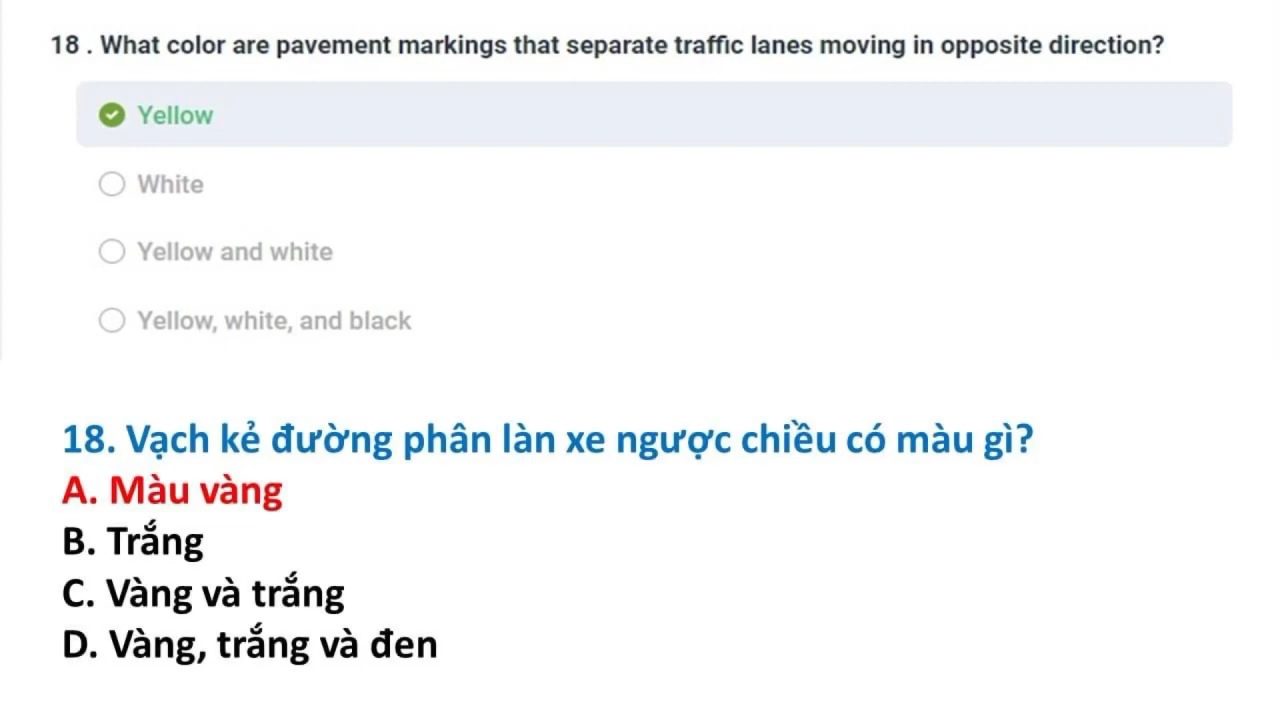 18 . What color are pavement markings that separate traffic lanes moving in opposite direction?
Yellow
White
Yellow and white
Yellow, white, and black
18. Vạch kẻ đường phân làn xe ngược chiều có màu gì?
A. Màu vàng
B. Trắng
C. Vàng và trắng
D. Vàng, trắng và đen